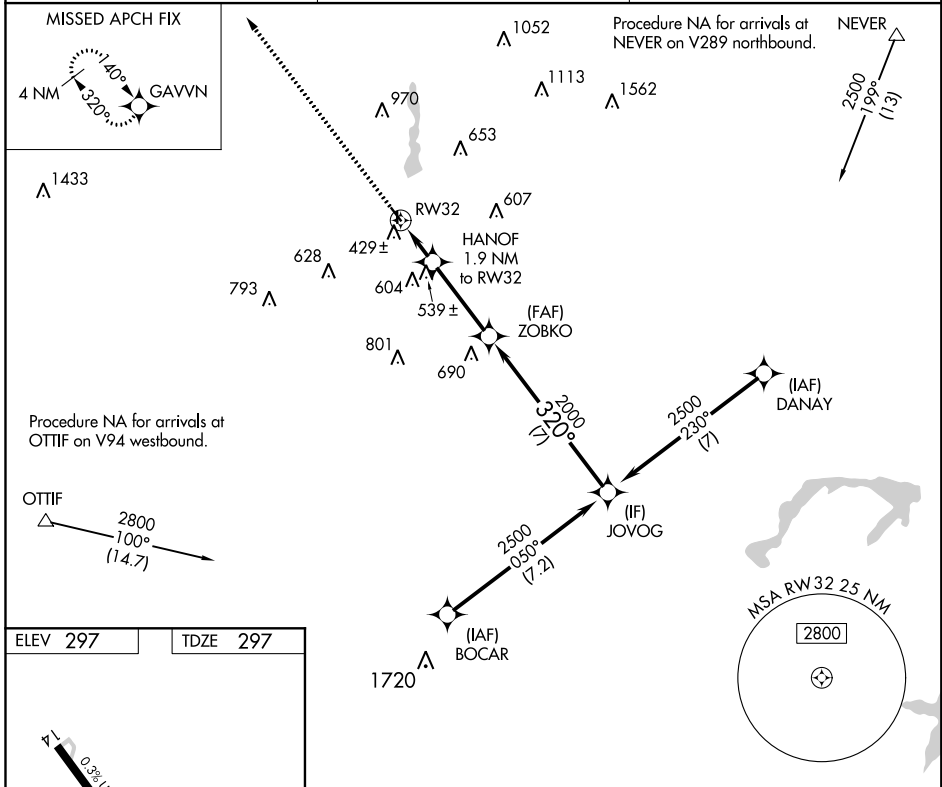 MISSED APCH FIX
140°
320°
4 NM
GAVVN
1052
Procedure NA for arrivals at
NEVER on V289 northbound.
NEVER
2500
199°
(13)
1113
1562
970
653
1433
RW32
607
429±
HANOF
1.9 NM
to RW32
628
604
793
539±
(FAF)
ZOBKO
801
690
(IAF)
DANAY
2000
320°
(7)
2500
230°
(7)
Procedure NA for arrivals at
OTTIF on V94 westbound.
OTTIF
2800
100°
(14.7)
(IF)
JOVOG
2500
050°
(7.2)
(IAF)
BOCAR
1720
MSA RW32 25 NM
2800
ELEV 297
TDZE 297
14
0.3%